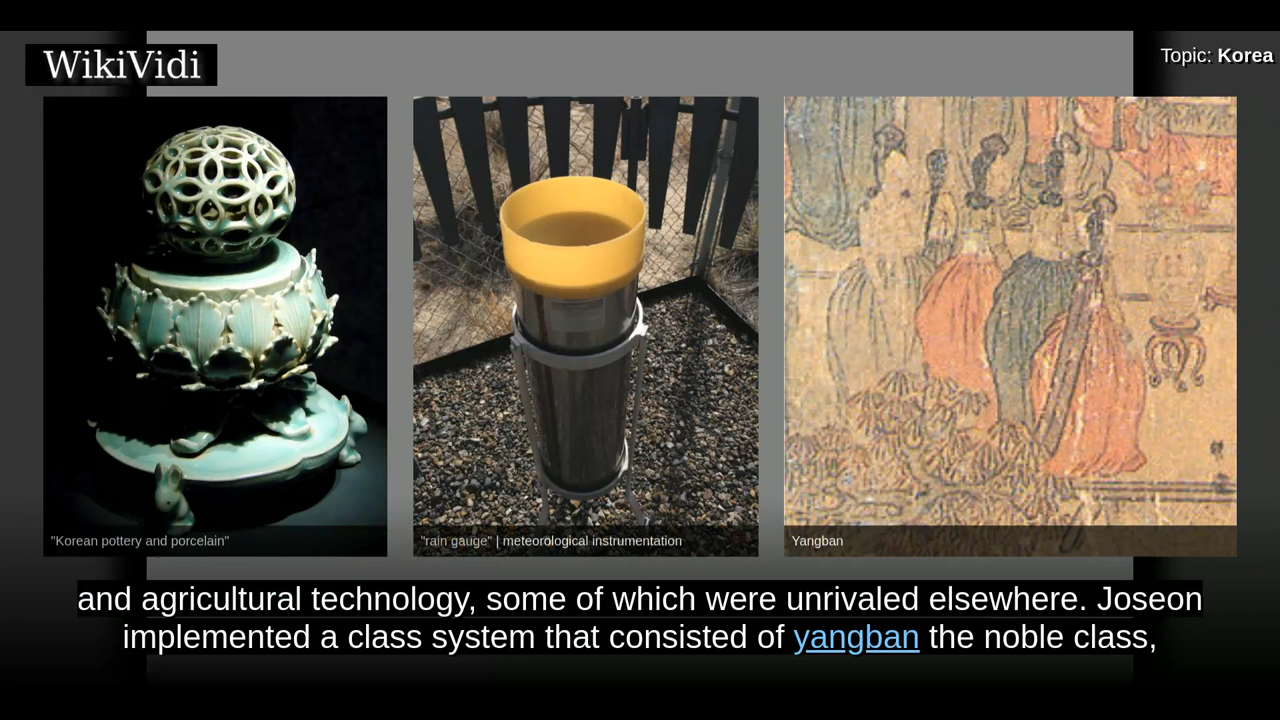 WikiVidi
Topic: Korea
"Korean pottery and porcelain"
"rain gauge" | meteorological instrumentation
Yangban
and agricultural technology, some of which were unrivaled elsewhere. Joseon
implemented a class system that consisted of yangban the noble class,